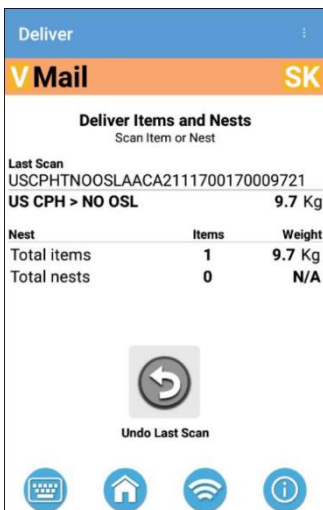 Deliver
V Mail SK
Deliver Items and Nests
Scan Item or Nest
Last Scan
USCPHTNOOSLAACA2111700170009721
US CPH > NO OSL 9.7 Kg
Nest Items Weight
Total items 1 9.7 Kg
Total nests 0 N/A
Undo Last Scan